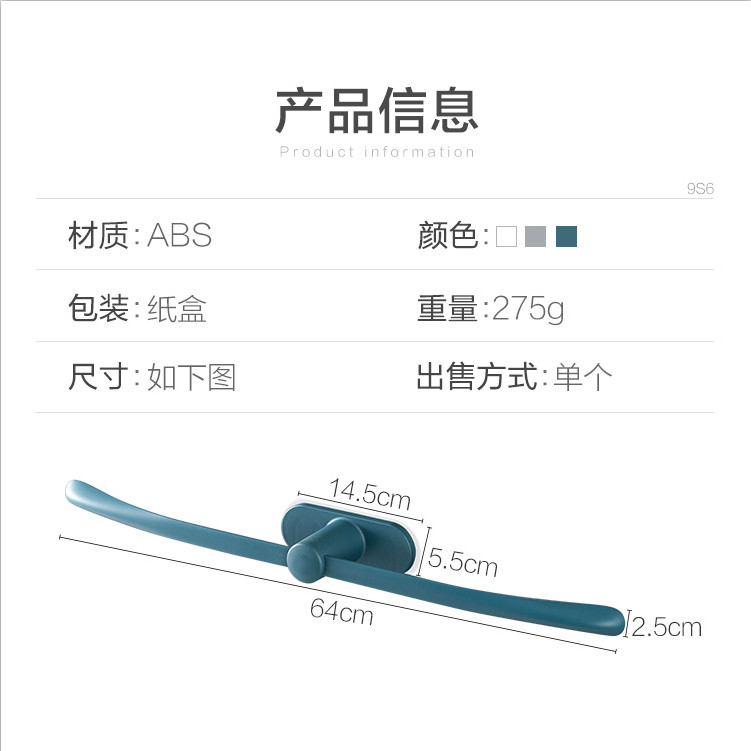 产品信息
Product information
9S6
材质:ABS 颜色:
包装:纸盒 重量:275g
尺寸:如下图 出售方式:单个
14.5cm
5.5cm
64cm
2.5cm